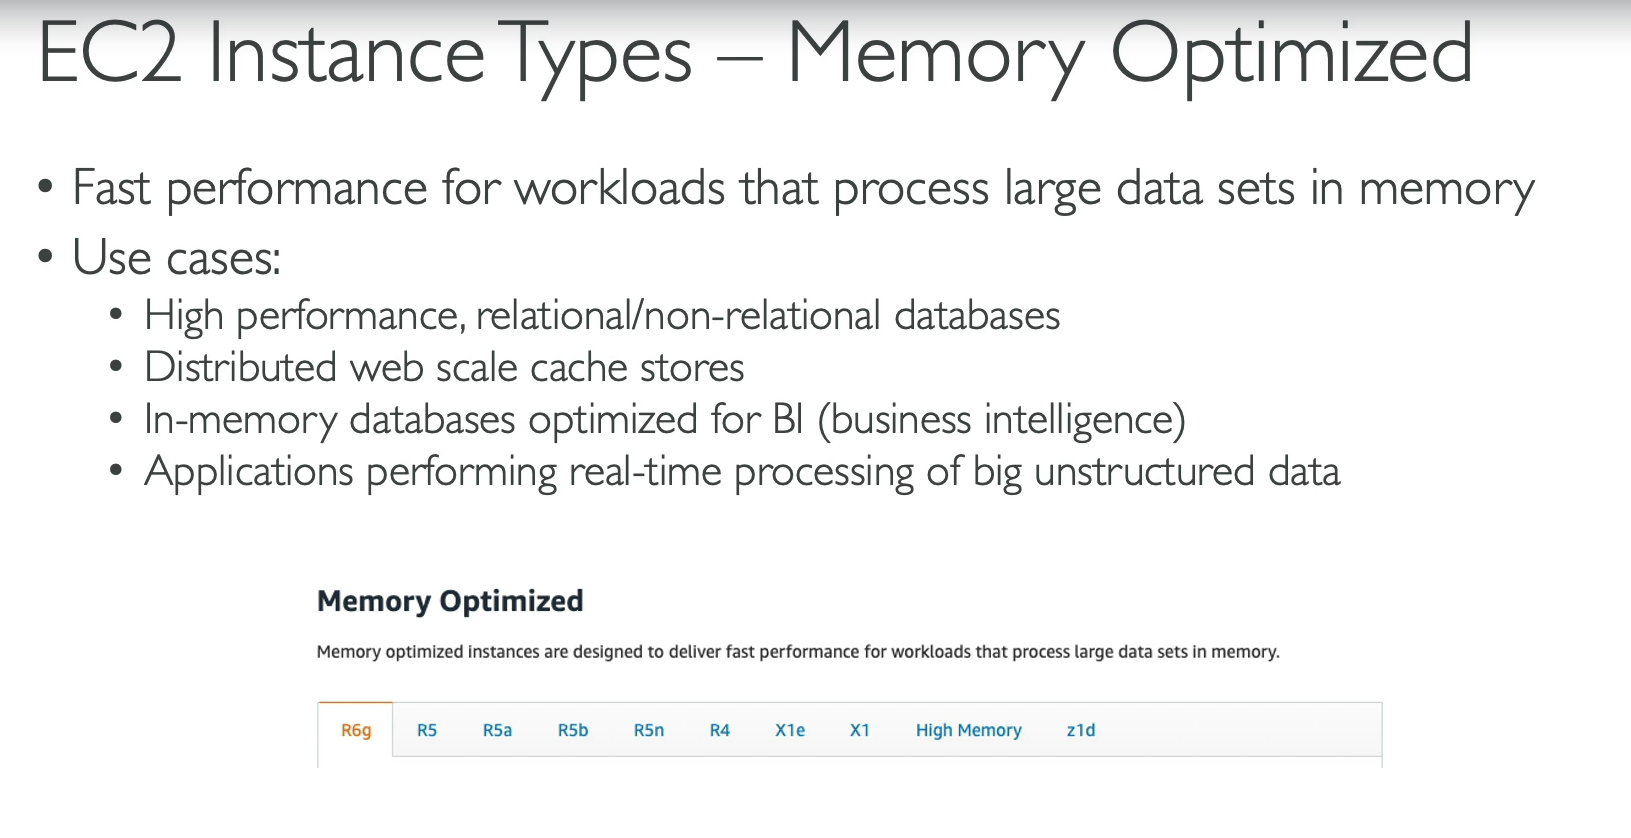 EC2 Instance Types – Memory Optimized
• Fast performance for workloads that process large data sets in memory
• Use cases:
• High performance, relational/non-relational databases
• Distributed web scale cache stores
• In-memory databases optimized for BI (business intelligence)
• Applications performing real-time processing of big unstructured data
Memory Optimized
Memory optimized instances are designed to deliver fast performance for workloads that process large data sets in memory.
R6g R5 R5a R5b R5n R4 X1e X1 High Memory z1d